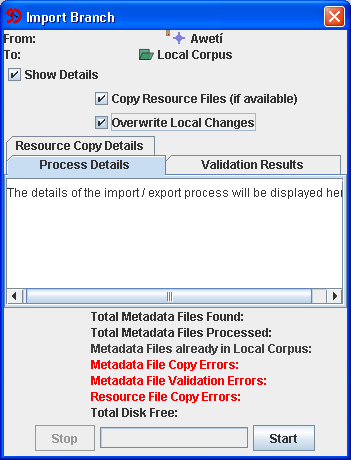 Import Branch
From: Awetí
To: Local Corpus
Show Details
Copy Resource Files (if available)
Overwrite Local Changes
Resource Copy Details
Process Details Validation Results
The details of the import / export process will be displayed her
Total Metadata Files Found:
Total Metadata Files Processed:
Metadata Files already in Local Corpus:
Metadata File Copy Errors:
Metadata File Validation Errors:
Resource File Copy Errors:
Total Disk Free:
Stop Start